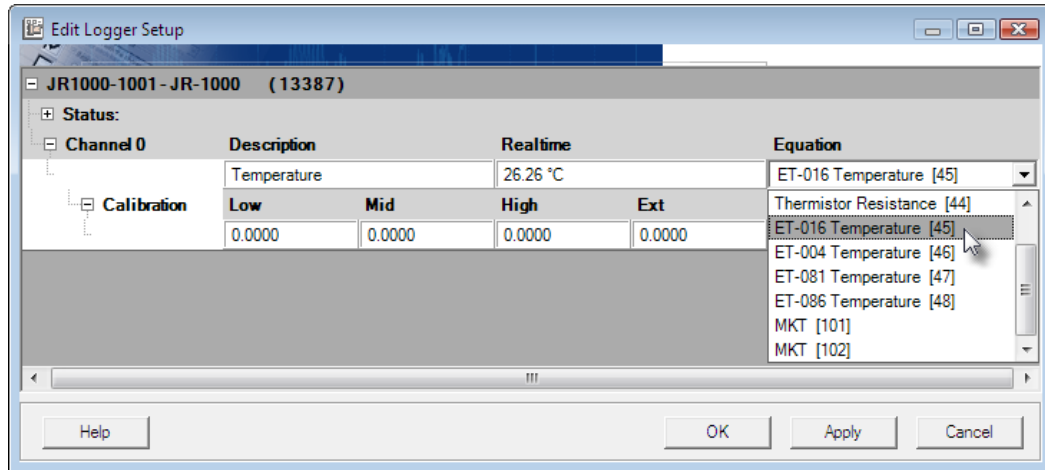 Edit Logger Setup
JR1000-1001 - JR-1000 (13387)
Status:
Channel 0 Description Realtime Equation
Temperature 26.26 °C ET-016 Temperature [45]
Calibration Low Mid High Ext
0.0000 0.0000 0.0000 0.0000
Thermistor Resistance [44]
ET-016 Temperature [45]
ET-004 Temperature [46]
ET-081 Temperature [47]
ET-086 Temperature [48]
MKT [101]
MKT [102]
Help OK Apply Cancel